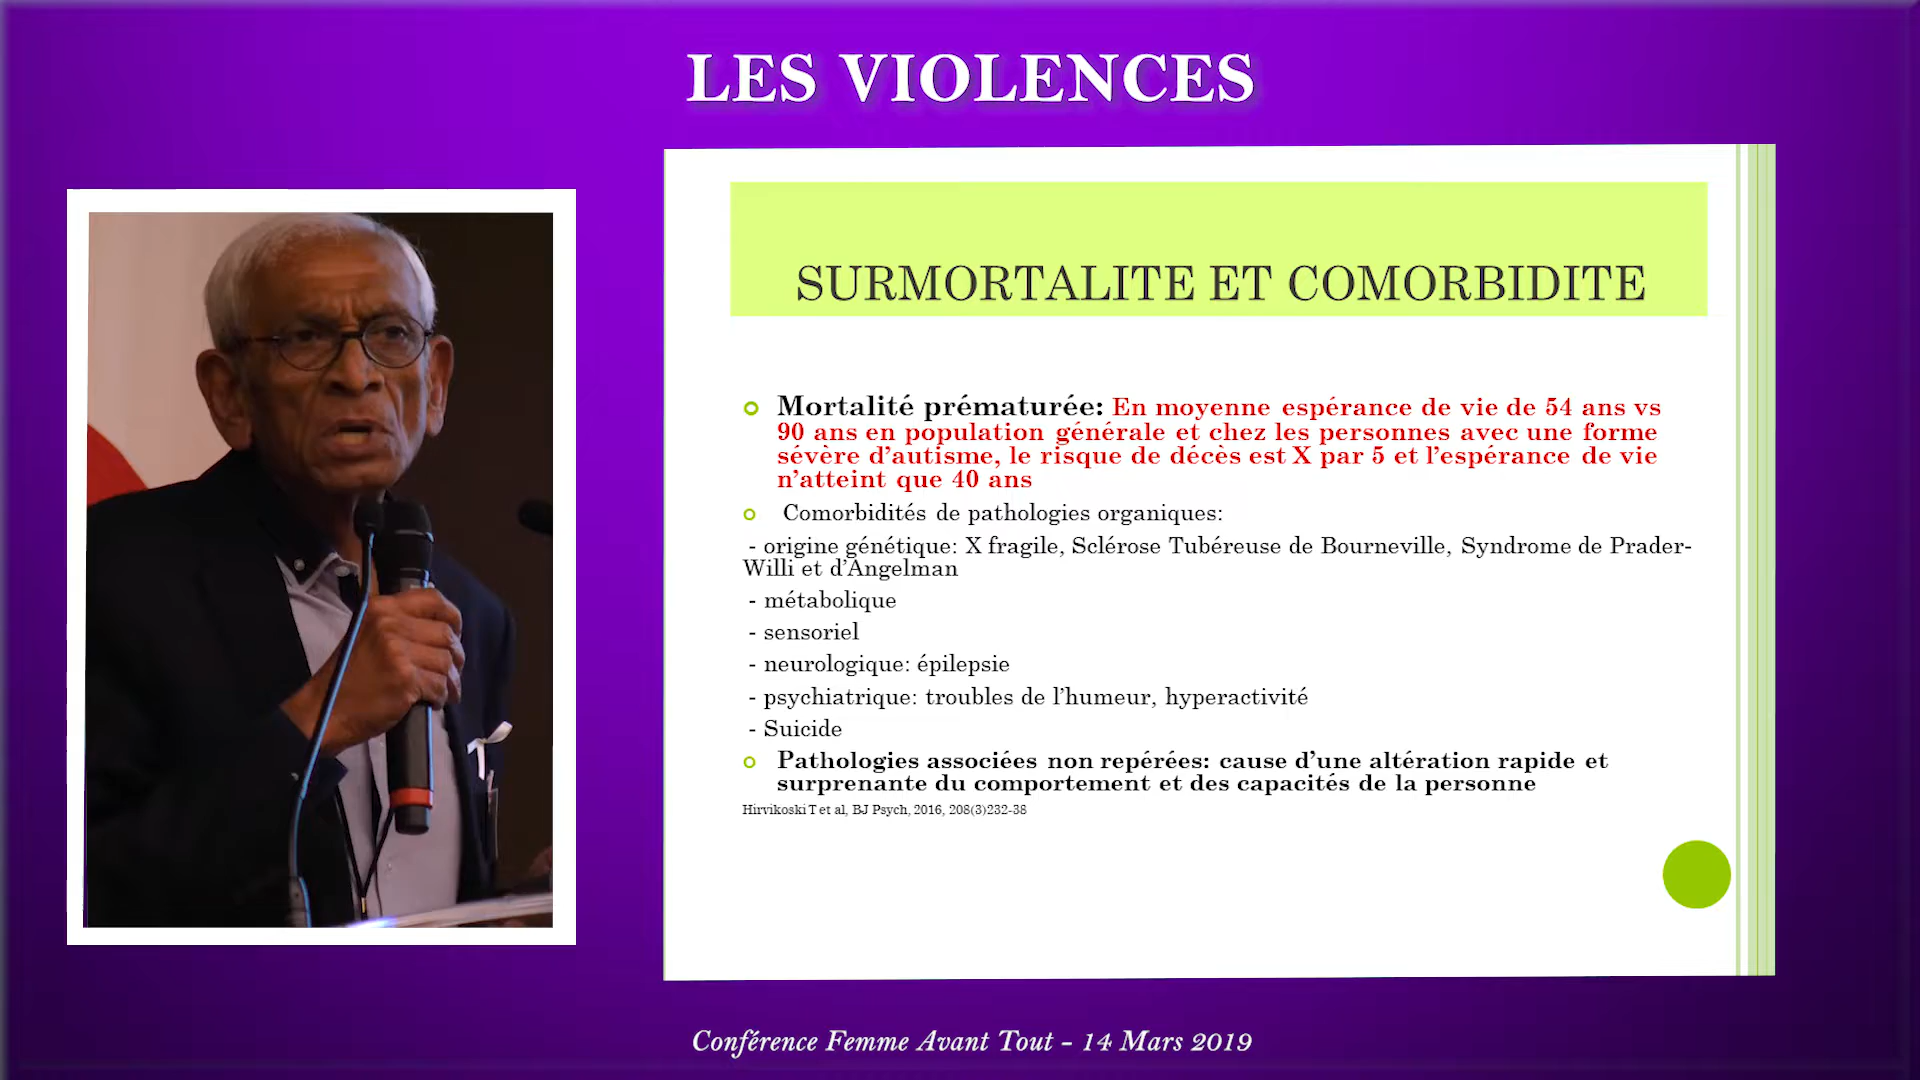 LES VIOLENCES
SURMORTALITE ET COMORBIDITE
Mortalité prématurée: En moyenne espérance de vie de 54 ans vs
90 ans en population générale et chez les personnes avec une forme
sévère d'autisme, le risque de décès est X par 5 et l'espérance de vie
n'atteint que 40 ans
Comorbidités de pathologies organiques:
- origine génétique: X fragile, Sclérose Tubéreuse de Bourneville, Syndrome de Prader-
Willi et d'Angelman
- métabolique
- sensoriel
- neurologique: épilepsie
- psychiatrique: troubles de l'humeur, hyperactivité
- Suicide
Pathologies associées non repérées: cause d'une altération rapide et
surprenante du comportement et des capacités de la personne
Hirvikoski T et al, BJ Psych, 2016, 208(3)232-38
Conférence Femme Avant Tout - 14 Mars 2019